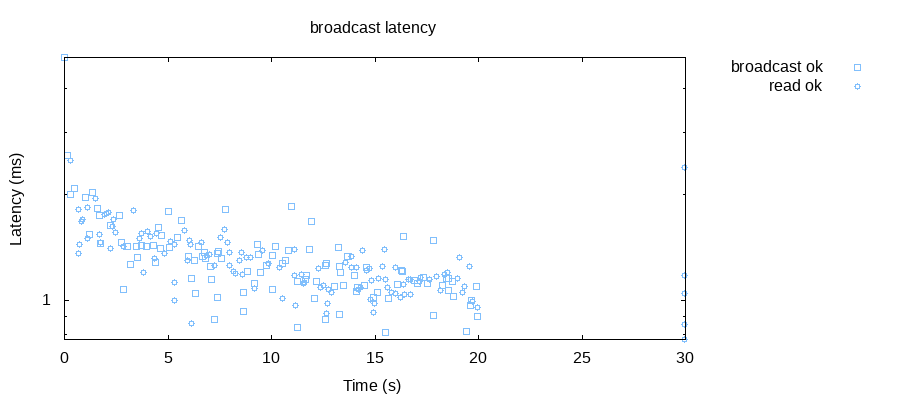 broadcast latency
broadcast ok
read ok
Latency (ms)
1
0 5 10 15 20 25 30
Time (s)